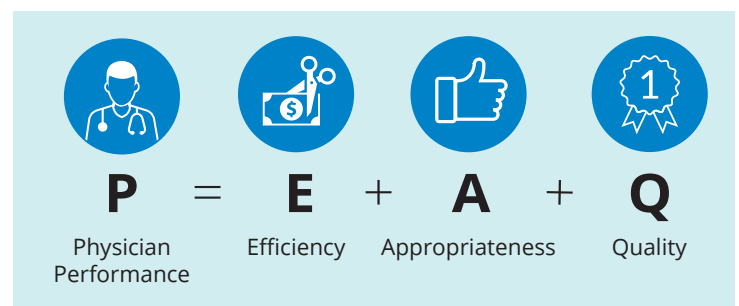 $
1
P = E + A + Q
Physician Performance
Efficiency
Appropriateness
Quality